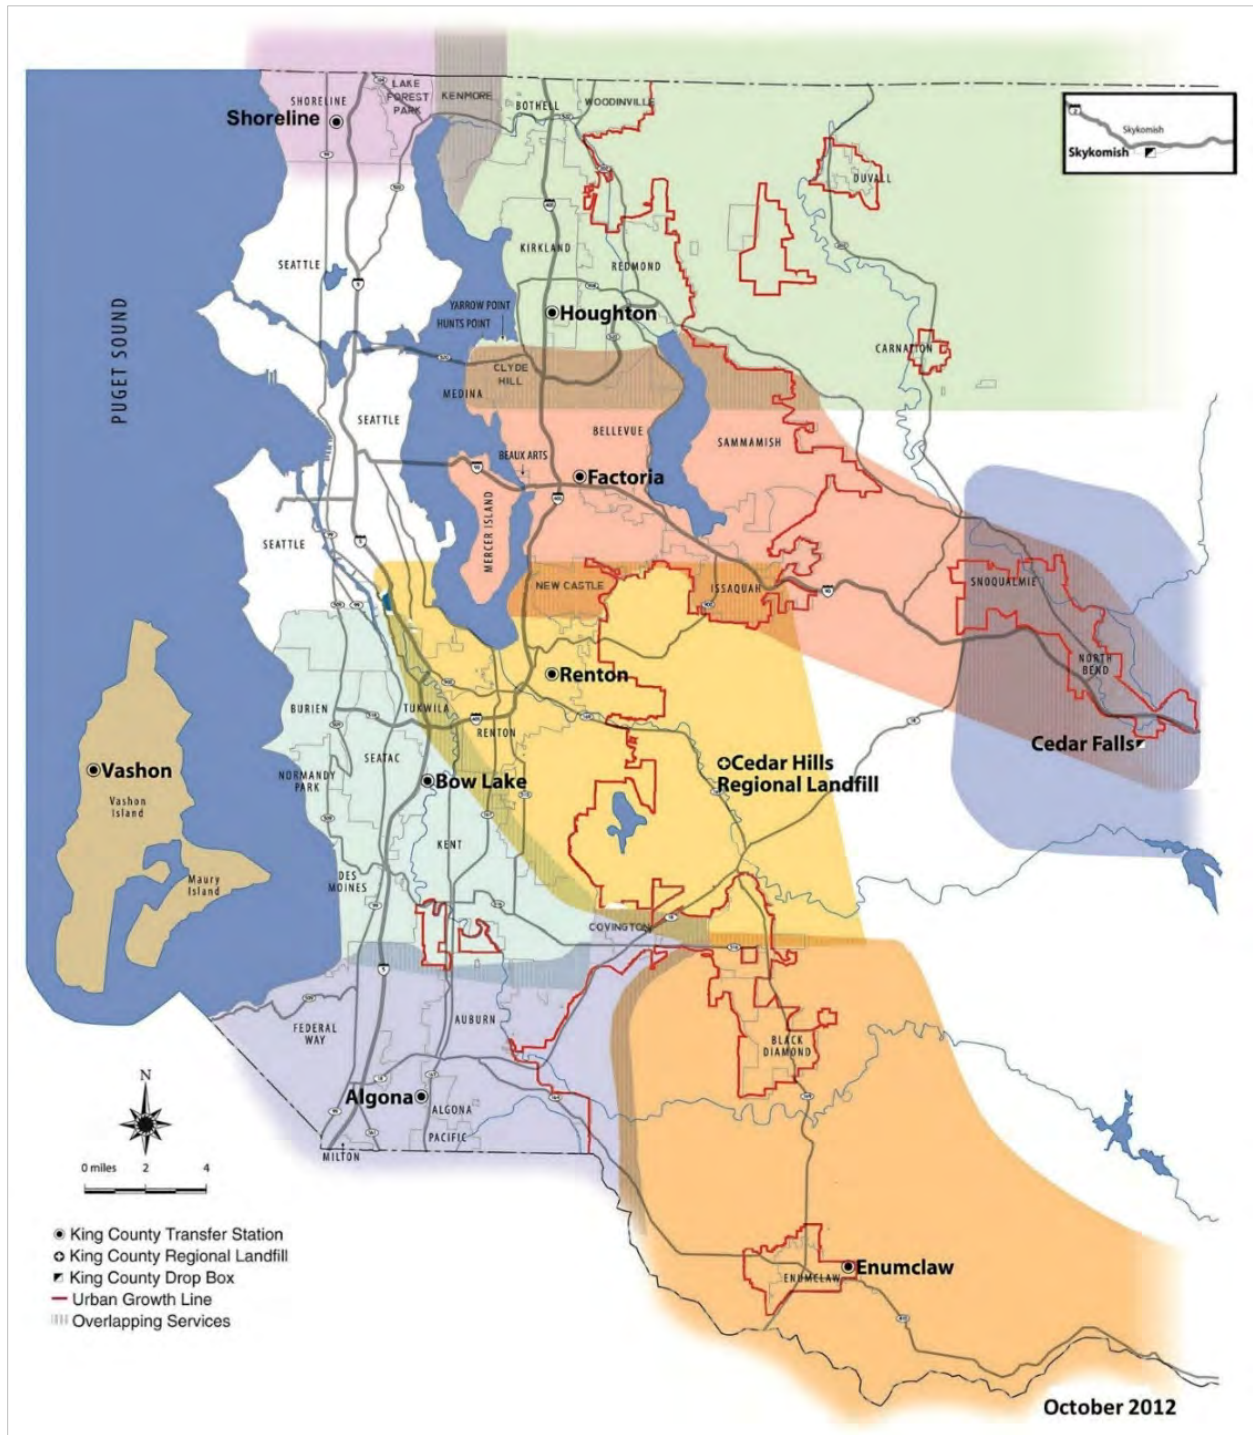 SHORELINE
LAKE
FOREST
PARK
KENMORE
BOTHELL
WOODINVILLE
Shoreline
Skykomish
Skykomish
DUVALL
SEATTLE
KIRKLAND
REDMOND
YARROW POINT
HUNTS POINT
Houghton
PUGET SOUND
CARNATION
CLYDE
HILL
MEDINA
SEATTLE
BELLEVUE
SAMMAMISH
BEAUX ARTS
Factoria
MERCER ISLAND
SEATTLE
NEW CASTLE
ISSAQUAH
SNOQUALMIE
NORTH
BEND
Renton
BURIEN
TUKWILA
RENTON
SEATAC
Cedar Falls
Vashon
NORMANDY
PARK
Bow Lake
Cedar Hills
Regional Landfill
Vashon
Island
KENT
DES
MOINES
Maury
Island
COVINGTON
FEDERAL
WAY
AUBURN
BLACK
DIAMOND
N
Algona
ALGONA
PACIFIC
MILTON
0 miles 2 4
King County Transfer Station
King County Regional Landfill
King County Drop Box
Urban Growth Line
Overlapping Services
Enumclaw
ENUMCLAW
October 2012